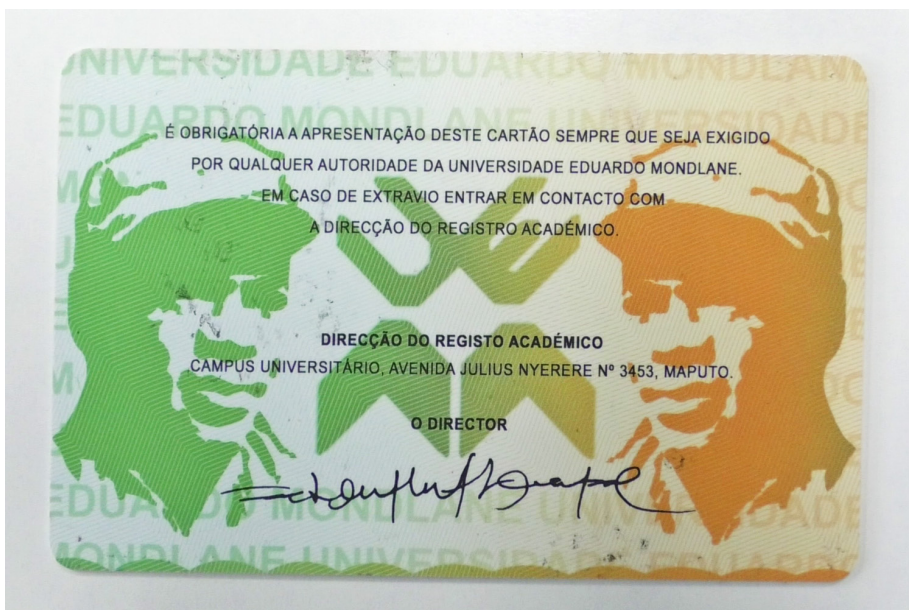 UNIVERSIDADE EDUARDO MONDLANE
EDUARDO MONDLANE UNIVERSIDADE
É OBRIGATÓRIA A APRESENTAÇÃO DESTE CARTÃO SEMPRE QUE SEJA EXIGIDO
POR QUALQUER AUTORIDADE DA UNIVERSIDADE EDUARDO MONDLANE.
EM CASO DE EXTRAVIO ENTRAR EM CONTACTO COM
A DIRECÇÃO DO REGISTRO ACADÉMICO.
DIRECÇÃO DO REGISTO ACADÉMICO
CAMPUS UNIVERSITÁRIO, AVENIDA JULIUS NYERERE Nº 3453, MAPUTO.
O DIRECTOR
EDUARDO MONDLANE UNIVERSIDADE
MONDLANE UNIVERSIDADE EDUARDO